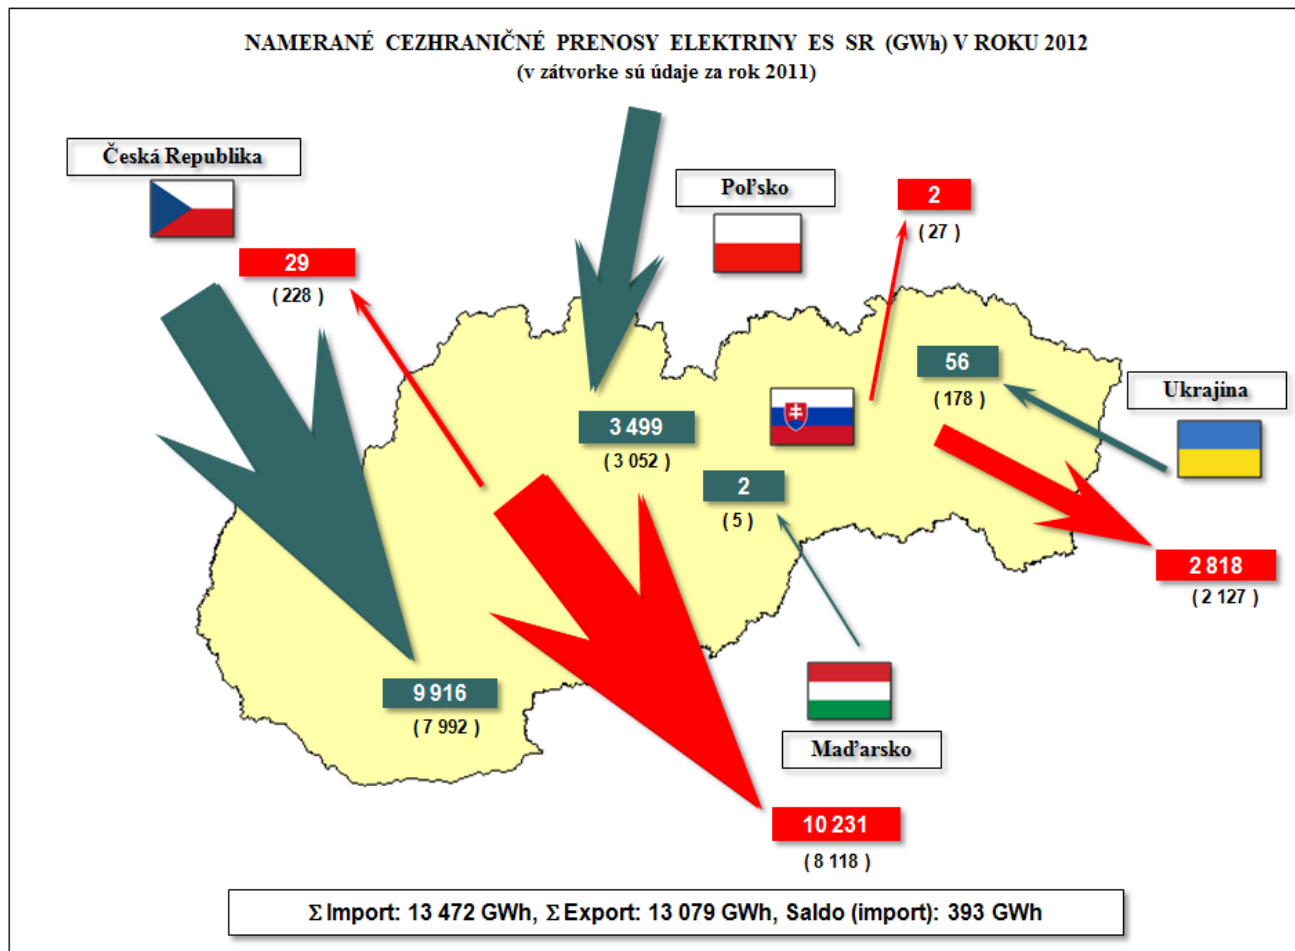 NAMERANÉ CEZHRANIČNÉ PRENOSY ELEKTRINY ES SR (GWh) V ROKU 2012
(v zátvorke sú údaje za rok 2011)
Česká Republika
Poľsko
2
(27)
29
(228)
56
(178)
Ukrajina
3 499
(3 052)
2
(5)
2 818
(2 127)
9 916
(7 992)
Maďarsko
10 231
(8 118)
Σ Import: 13 472 GWh, Σ Export: 13 079 GWh, Saldo (import): 393 GWh